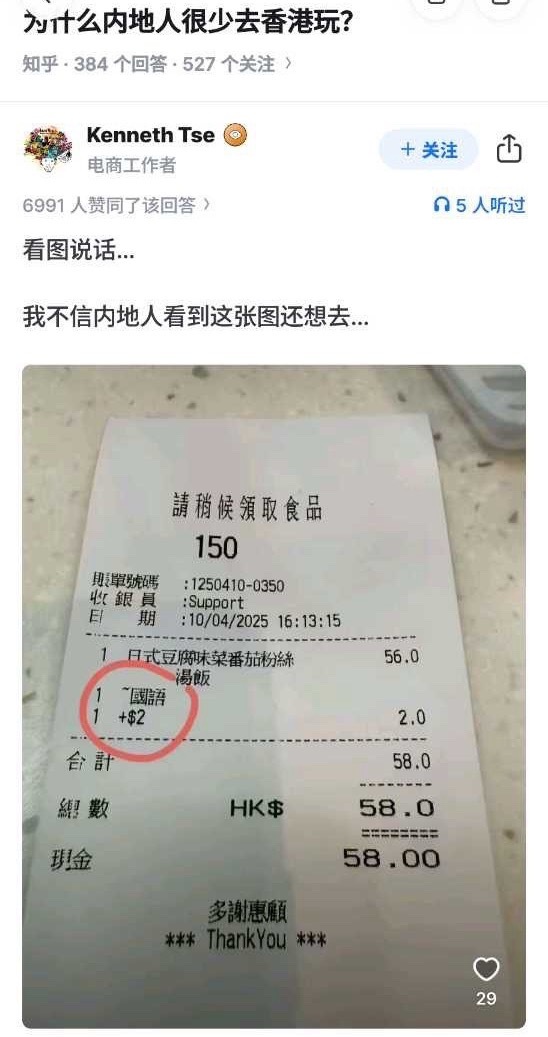 为什么内地人很少去香港玩?
知乎 · 384 个回答 · 527 个关注 〉
Kenneth Tse
电商工作者
+ 关注
6991 人赞同了该回答 〉
5 人听过
看图说话...
我不信内地人看到这张图还想去...
請稍候領取食品
150
賬單號碼 :1250410-0350
收銀員 :Support
日期 :10/04/2025 16:13:15
1 日式豆腐味菜番茄粉絲 56.0
湯飯
1 ~國語
1 +$2 2.0
合計 58.0
總數 HK$ 58.0
現金 58.00
多謝惠顧
*** ThankYou ***
29